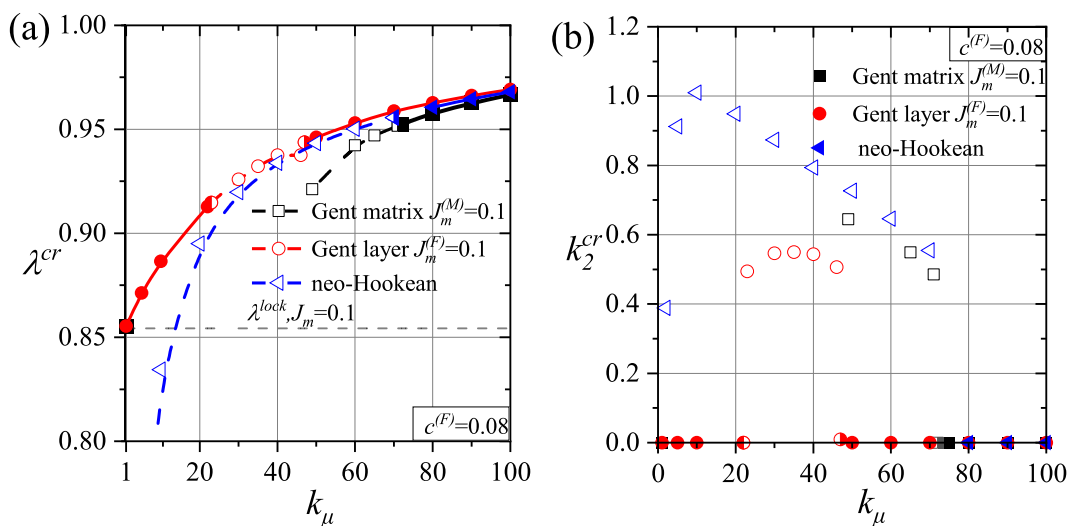 (a)
1.00
0.95
0.90
0.85
0.80
λ^cr
1 20 40 60 80 100
k_μ
Gent matrix J_m^(M)=0.1
Gent layer J_m^(F)=0.1
neo-Hookean
λ^lock, J_m=0.1
c^(F)=0.08
(b)
1.2
1.0
0.8
0.6
0.4
0.2
0.0
k_2^cr
0 20 40 60 80 100
k_μ
c^(F)=0.08
Gent matrix J_m^(M)=0.1
Gent layer J_m^(F)=0.1
neo-Hookean